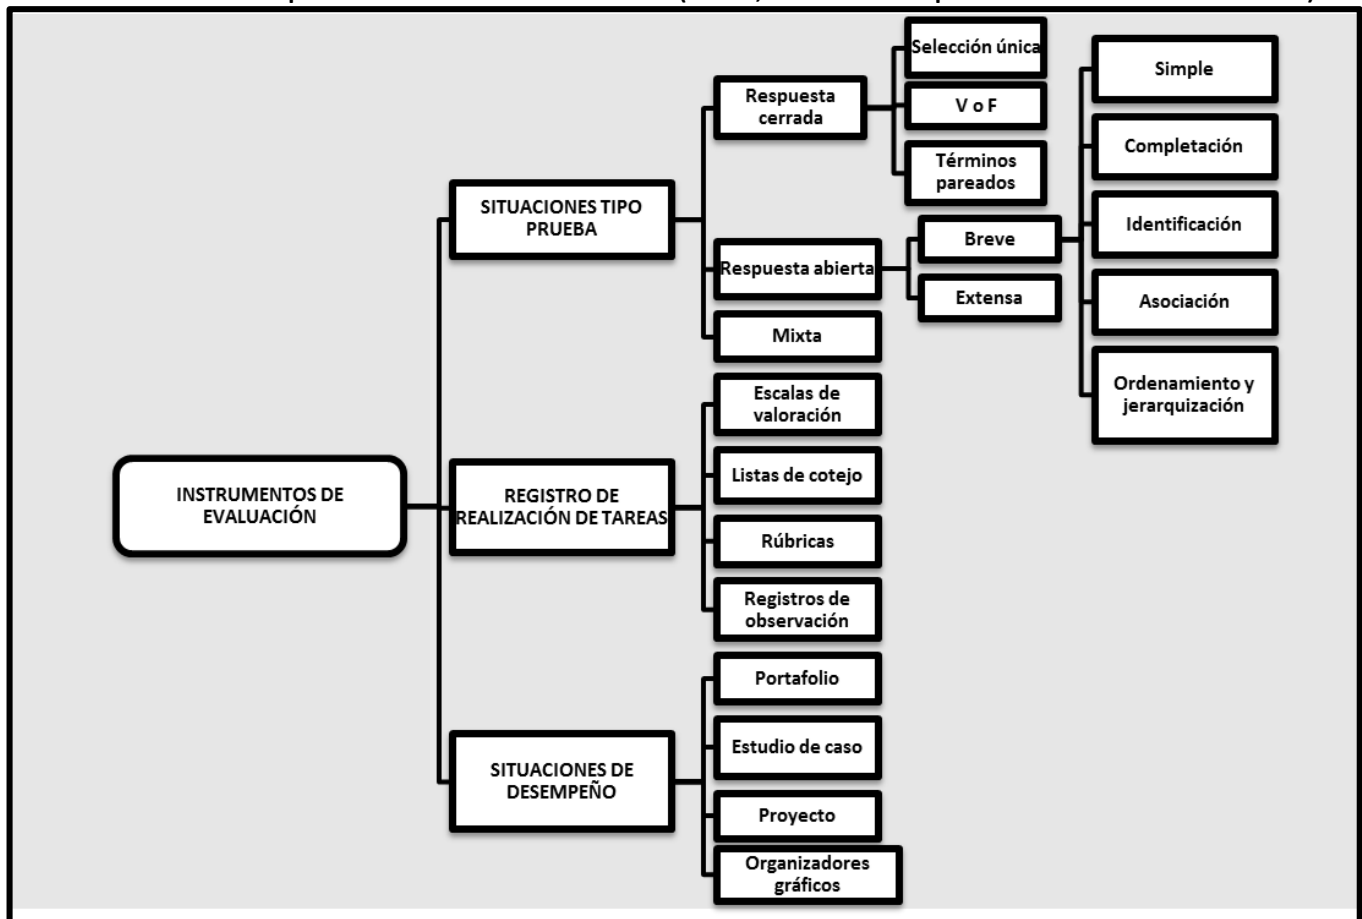 Selección única
Simple
Respuesta
cerrada
V o F
Completación
Términos
pareados
SITUACIONES TIPO
PRUEBA
Breve
Identificación
Respuesta abierta
Extensa
Asociación
Mixta
Ordenamiento y
jerarquización
Escalas de
valoración
INSTRUMENTOS DE
EVALUACIÓN
REGISTRO DE
REALIZACIÓN DE TAREAS
Listas de cotejo
Rúbricas
Registros de
observación
Portafolio
SITUACIONES DE
DESEMPEÑO
Estudio de caso
Proyecto
Organizadores
gráficos